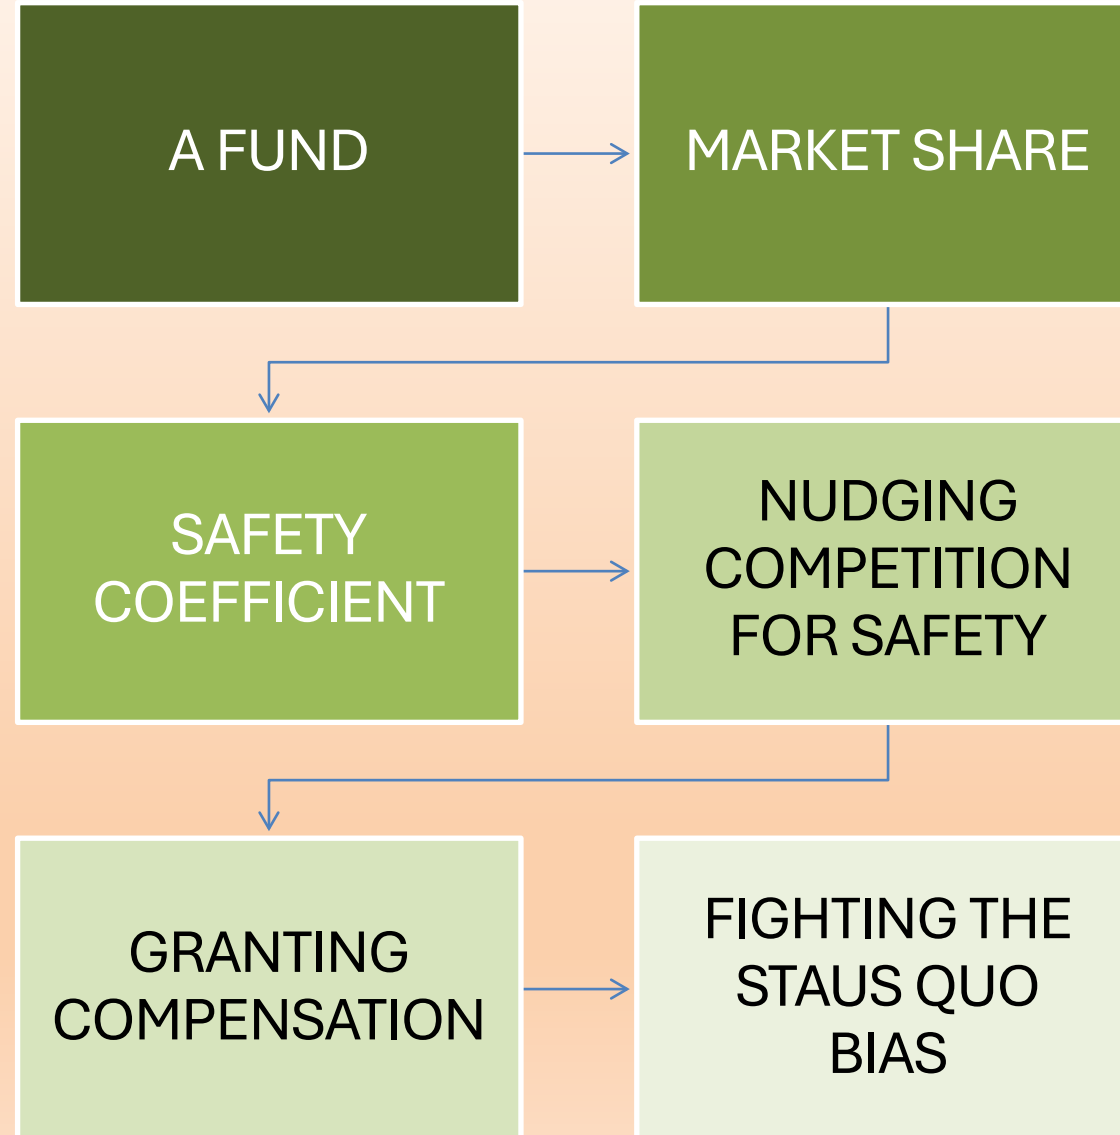 A FUND
MARKET SHARE
SAFETY
COEFFICIENT
NUDGING
COMPETITION
FOR SAFETY
GRANTING
COMPENSATION
FIGHTING THE
STAUS QUO
BIAS